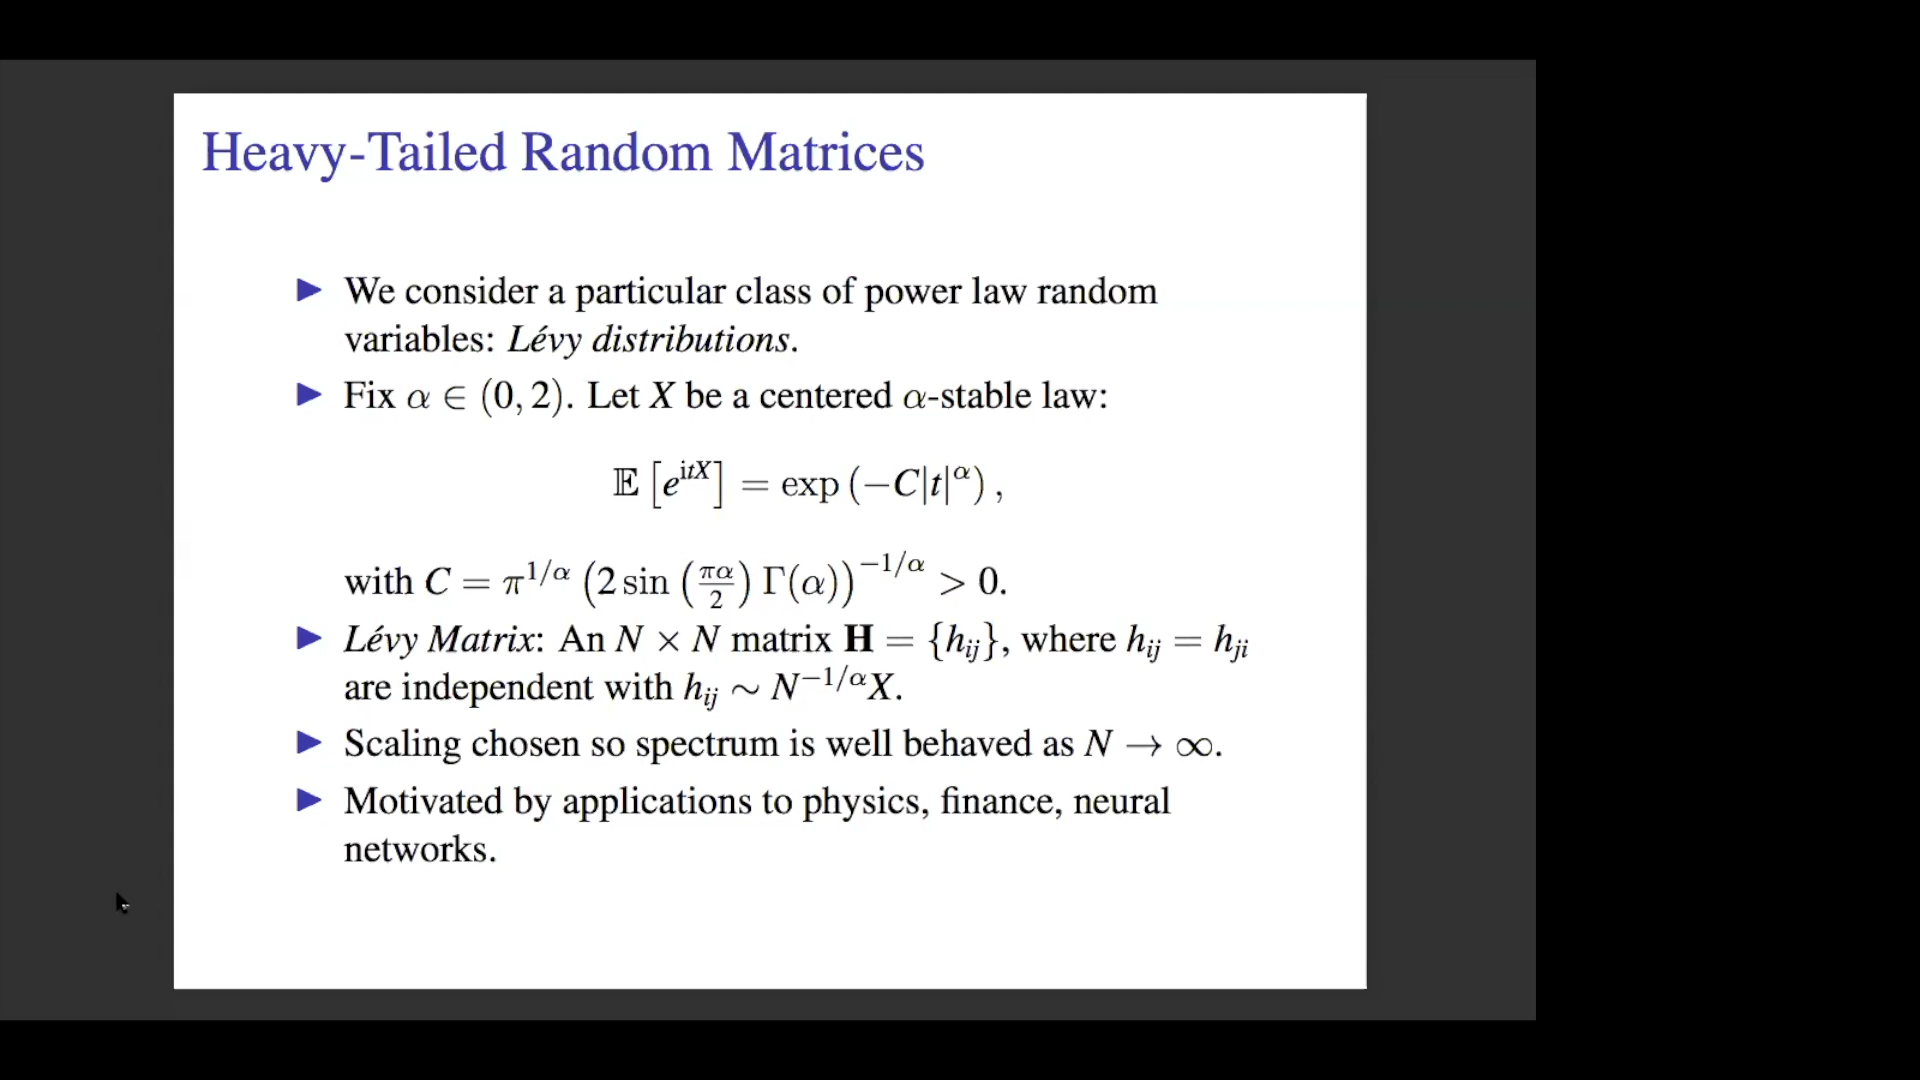 Heavy-Tailed Random Matrices
▶ We consider a particular class of power law random
variables: Lévy distributions.
▶ Fix α ∈ (0, 2). Let X be a centered α-stable law:
𝔼 [e^{itX}] = exp (−C|t|^α) ,
with C = π^{1/α} (2 sin (πα/2) Γ(α))^{−1/α} > 0.
▶ Lévy Matrix: An N × N matrix H = {h_{ij}}, where h_{ij} = h_{ji}
are independent with h_{ij} ∼ N^{−1/α}X.
▶ Scaling chosen so spectrum is well behaved as N → ∞.
▶ Motivated by applications to physics, finance, neural
networks.